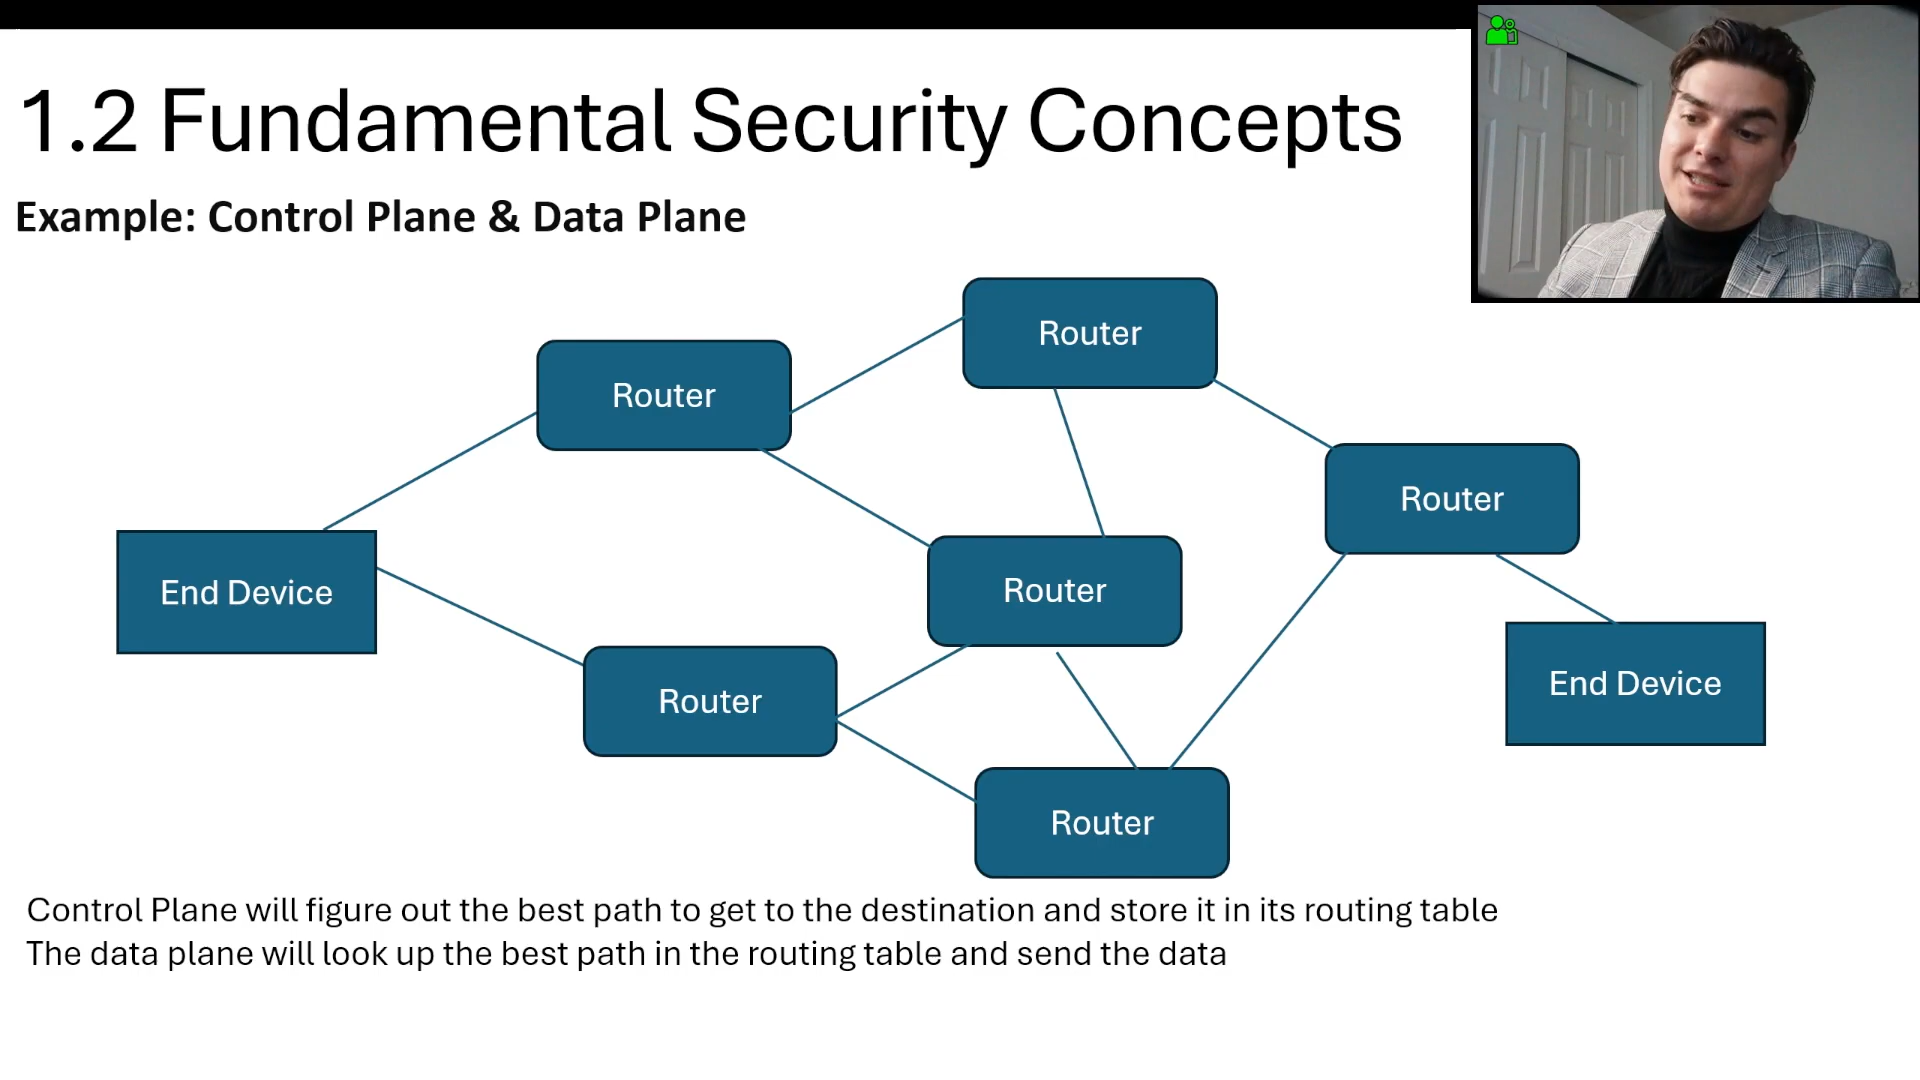 1.2 Fundamental Security Concepts
Example: Control Plane & Data Plane
Router
Router
Router
Router
End Device
End Device
Router
Router
Control Plane will figure out the best path to get to the destination and store it in its routing table
The data plane will look up the best path in the routing table and send the data